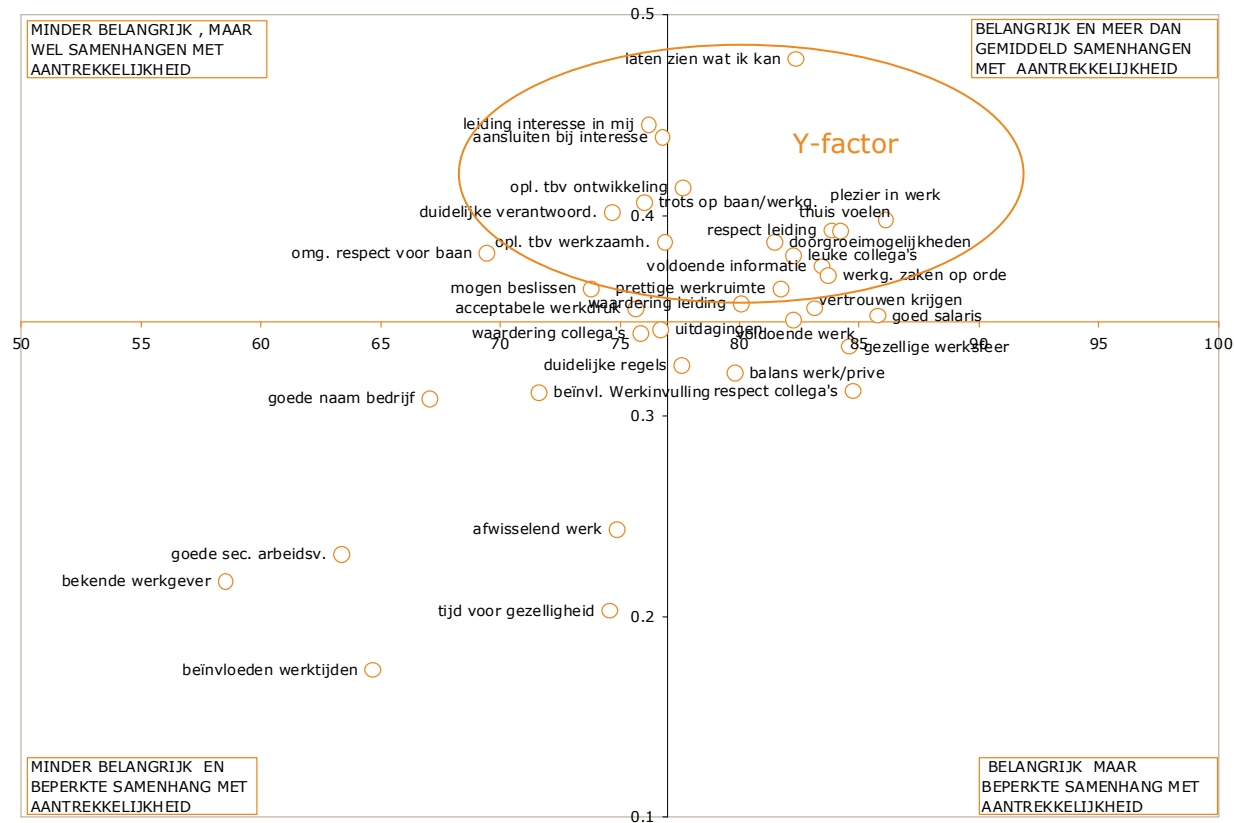 0.5
MINDER BELANGRIJK , MAAR
WEL SAMENHANGEN MET
AANTREKKELIJKHEID
BELANGRIJK EN MEER DAN
GEMIDDELD SAMENHANGEN
MET AANTREKKELIJKHEID
laten zien wat ik kan
leiding interesse in mij
aansluiten bij interesse
Y-factor
opl. tbv ontwikkeling
plezier in werk
trots op baan/werkg.
duidelijke verantwoord.
thuis voelen
0.4
respect leiding
opl. tbv werkzaamh.
doorgroeimogelijkheden
omg. respect voor baan
leuke collega's
voldoende informatie
werkg. zaken op orde
mogen beslissen
prettige werkruimte
waardering leiding
vertrouwen krijgen
acceptabele werkdruk
goed salaris
waardering collega's
uitdagingen
voldoende werk
50 55 60 65 70 75 80 85 90 95 100
gezellige werksfeer
duidelijke regels
balans werk/prive
beïnvl. Werkinvulling
respect collega's
goede naam bedrijf
0.3
afwisselend werk
goede sec. arbeidsv.
bekende werkgever
tijd voor gezelligheid
0.2
beïnvloeden werktijden
MINDER BELANGRIJK EN
BEPERKTE SAMENHANG MET
AANTREKKELIJKHEID
BELANGRIJK MAAR
BEPERKTE SAMENHANG MET
AANTREKKELIJKHEID
0.1